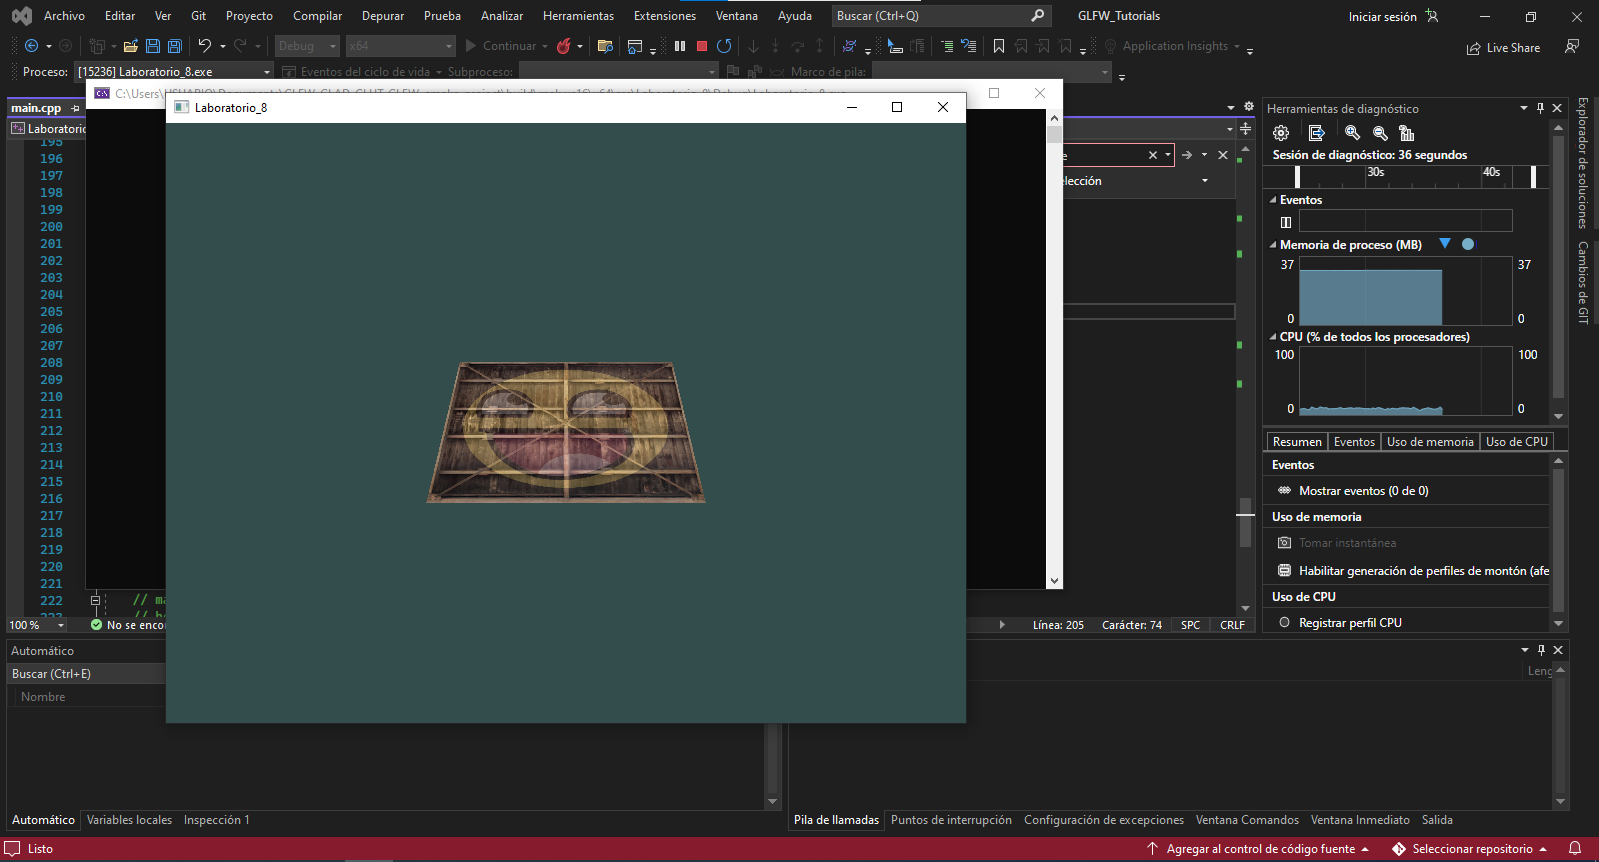 Archivo Editar Ver Git Proyecto Compilar Depurar Prueba Analizar Herramientas Extensiones Ventana Ayuda Buscar (Ctrl+Q) GLFW_Tutorials Iniciar sesión
Debug x64 Continuar Application Insights Live Share
Proceso: [15236] Laboratorio_8.exe Eventos del ciclo de vida Subproceso: Marco de pila:
main.cpp
C:\Users\
Laboratorio_8
Laboratorio
Herramientas de diagnóstico
Sesión de diagnóstico: 36 segundos
30s 40s
Eventos
Memoria de proceso (MB)
37 37
0 0
CPU (% de todos los procesadores)
100 100
0 0
Resumen Eventos Uso de memoria Uso de CPU
Eventos
Mostrar eventos (0 de 0)
Uso de memoria
Tomar instantánea
Habilitar generación de perfiles de montón (afe
Uso de CPU
Registrar perfil CPU
Explorador de soluciones
Cambios de GIT
e
elección
195
196
197
198
199
200
201
202
203
204
205
206
207
208
209
210
211
212
213
214
215
216
217
218
219
220
221
222 // ma
223
100 % No se enco Línea: 205 Carácter: 74 SPC CRLF
Automático
Buscar (Ctrl+E)
Nombre
Leng
Automático Variables locales Inspección 1
Pila de llamadas Puntos de interrupción Configuración de excepciones Ventana Comandos Ventana Inmediato Salida
Listo Agregar al control de código fuente Seleccionar repositorio